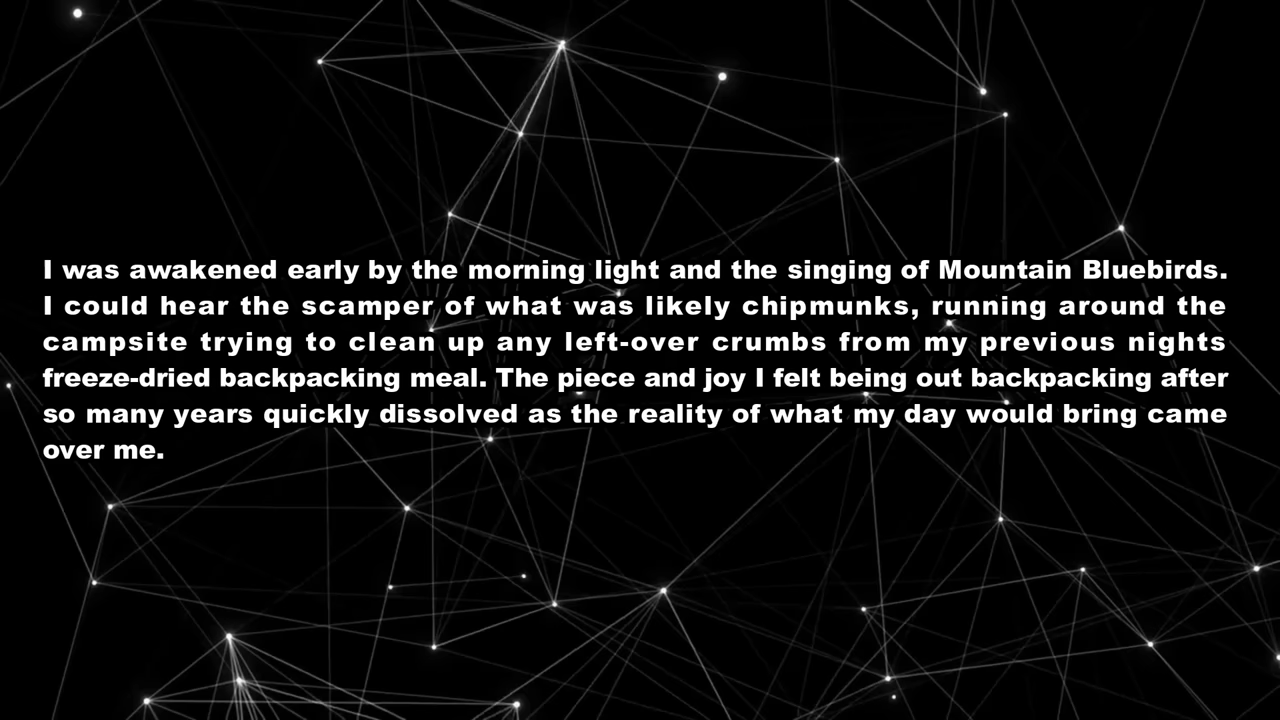 I was awakened early by the morning light and the singing of Mountain Bluebirds.
I could hear the scamper of what was likely chipmunks, running around the
campsite trying to clean up any left-over crumbs from my previous nights
freeze-dried backpacking meal. The piece and joy I felt being out backpacking after
so many years quickly dissolved as the reality of what my day would bring came
over me.